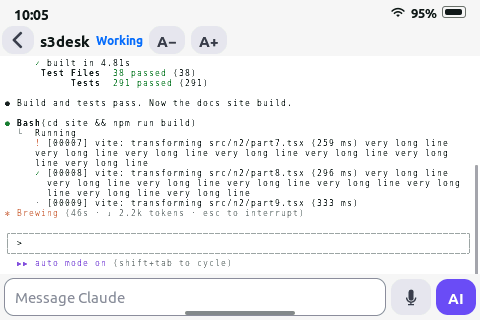 10:05
95%
s3desk Working A− A+
✓ built in 4.81s
Test Files 38 passed (38)
Tests 291 passed (291)
● Build and tests pass. Now the docs site build.
● Bash(cd site && npm run build)
└ Running
! [00007] vite: transforming src/n2/part7.tsx (259 ms) very long line
very long line very long line very long line very long line very long
line very long line
✓ [00008] vite: transforming src/n2/part8.tsx (296 ms) very long line
very long line very long line very long line very long line very long
line very long line very long line
· [00009] vite: transforming src/n2/part9.tsx (333 ms)
✻ Brewing (46s · ↓ 2.2k tokens · esc to interrupt)
>
▶▶ auto mode on (shift+tab to cycle)
Message Claude
AI